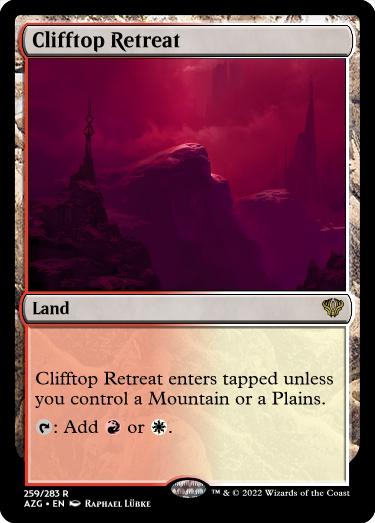 Clifftop Retreat
Land
Clifftop Retreat enters tapped unless
you control a Mountain or a Plains.
: Add or .
259/283 R
AZG • EN Raphael Lübke
™ & © 2022 Wizards of the Coast